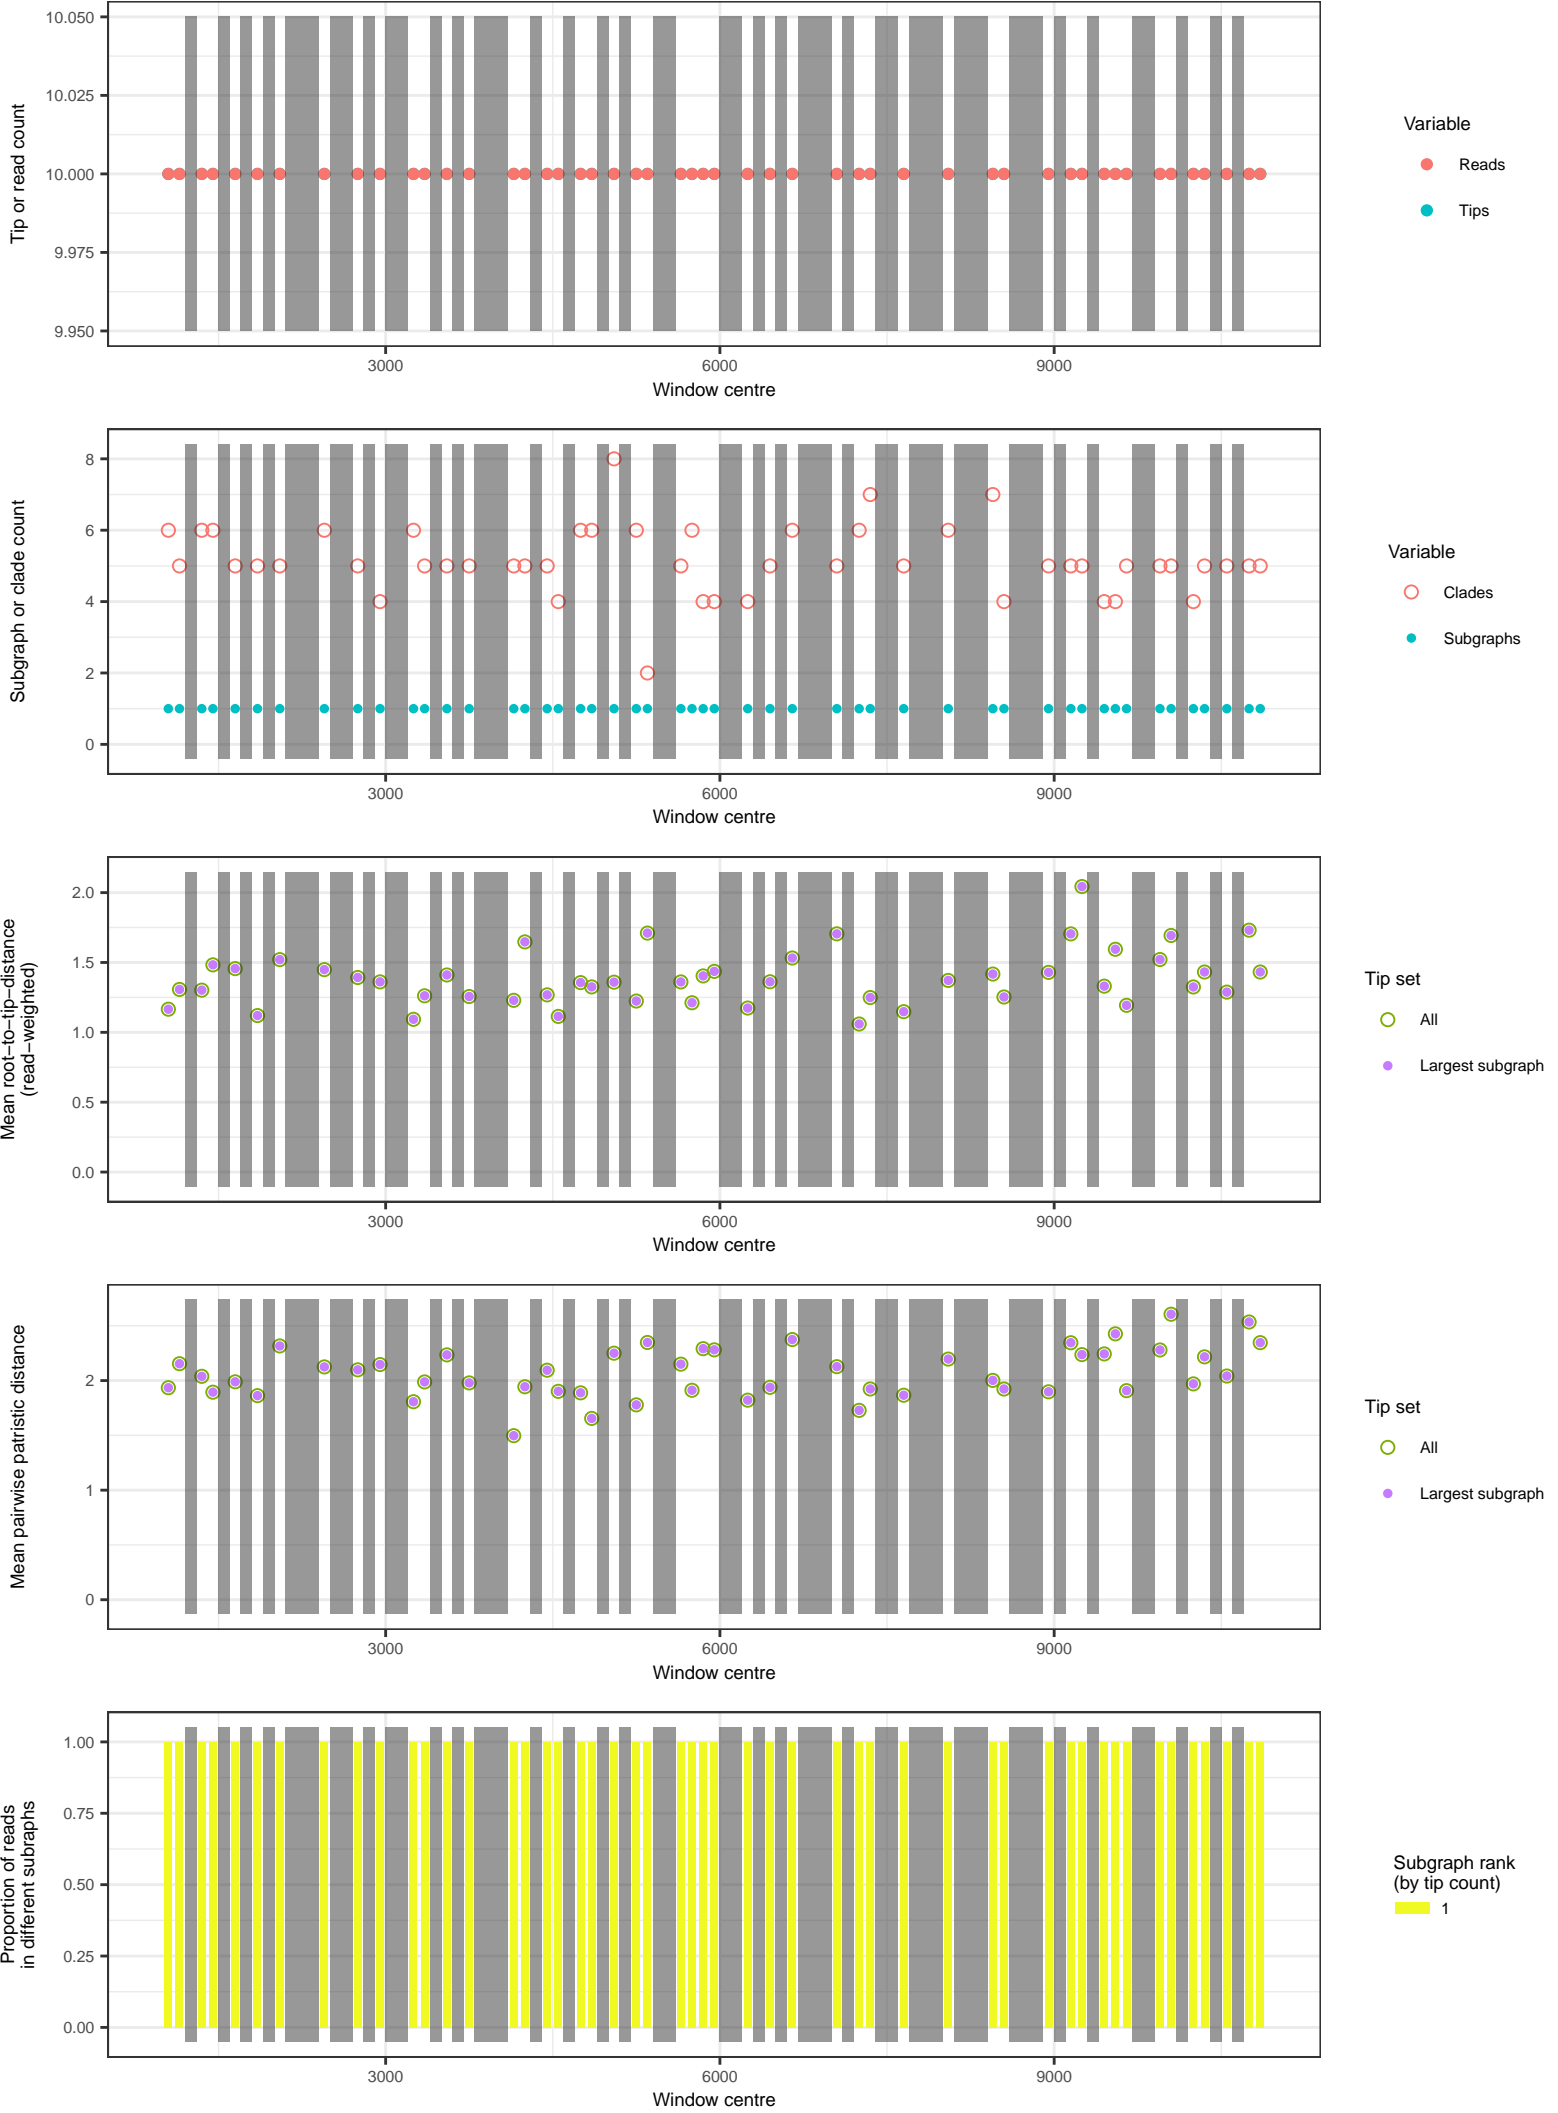 10.050
10.025
10.000
9.975
9.950
Tip or read count
3000
6000
9000
Window centre
Variable
Reads
Tips
8
6
4
2
0
Subgraph or clade count
3000
6000
9000
Window centre
Variable
Clades
Subgraphs
2.0
1.5
1.0
0.5
0.0
Mean root−to−tip−distance
(read−weighted)
3000
6000
9000
Window centre
Tip set
All
Largest subgraph
2
1
0
Mean pairwise patristic distance
3000
6000
9000
Window centre
Tip set
All
Largest subgraph
1.00
0.75
0.50
0.25
0.00
Proportion of reads
in different subraphs
3000
6000
9000
Window centre
Subgraph rank
(by tip count)
1